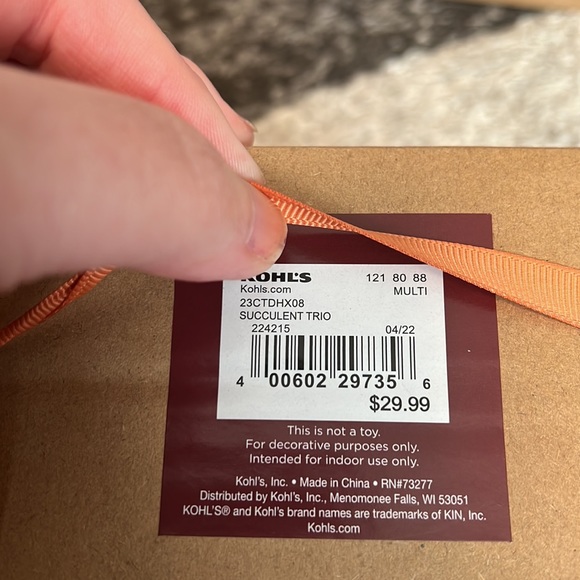 KOHL'S 121 80 88
Kohls.com MULTI
23CTDHX08
SUCCULENT TRIO
224215 04/22
4 00602 29735 6
$29.99
This is not a toy.
For decorative purposes only.
Intended for indoor use only.
Kohl's, Inc. • Made in China • RN#73277
Distributed by Kohl's, Inc., Menomonee Falls, WI 53051
KOHL'S® and Kohl's brand names are trademarks of KIN, Inc.
Kohls.com